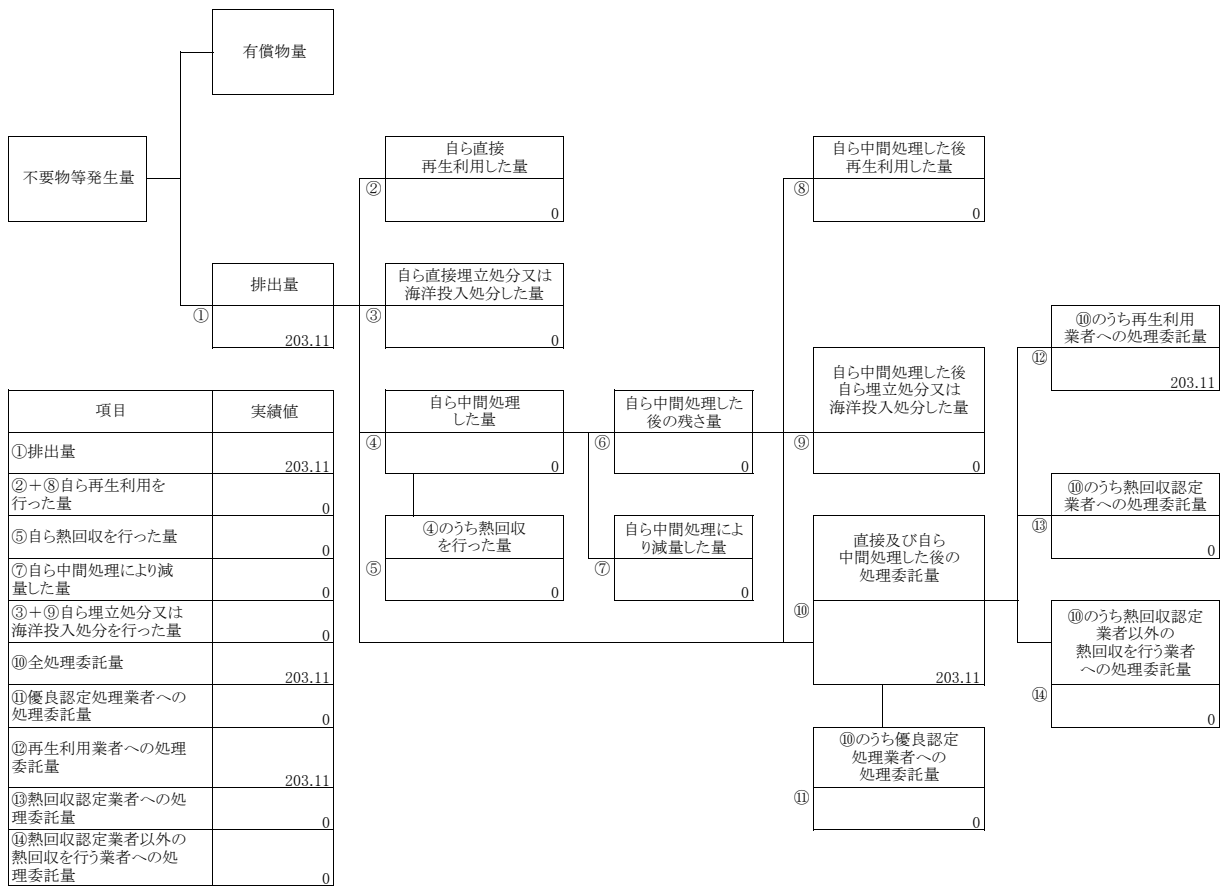 有償物量
不要物等発生量
排出量
①
203.11
自ら直接
再生利用した量
②
0
自ら直接埋立処分又は
海洋投入処分した量
③
0
自ら中間処理
した量
④
0
④のうち熱回収
を行った量
⑤
0
自ら中間処理した
後の残さ量
⑥
0
自ら中間処理によ
り減量した量
⑦
0
自ら中間処理した後
再生利用した量
⑧
0
自ら中間処理した後
自ら埋立処分又は
海洋投入処分した量
⑨
0
直接及び自ら
中間処理した後の
処理委託量
⑩
203.11
⑩のうち優良認定
処理業者への
処理委託量
⑪
0
⑩のうち再生利用
業者への処理委託量
⑫
203.11
⑩のうち熱回収認定
業者への処理委託量
⑬
0
⑩のうち熱回収認定
業者以外の
熱回収を行う業者
への処理委託量
⑭
0
項目 実績値
①排出量
203.11
②＋⑧自ら再生利用を
行った量
0
⑤自ら熱回収を行った量
0
⑦自ら中間処理により減
量した量
0
③＋⑨自ら埋立処分又は
海洋投入処分を行った量
0
⑩全処理委託量
203.11
⑪優良認定処理業者への
処理委託量
0
⑫再生利用業者への処理
委託量
203.11
⑬熱回収認定業者への処
理委託量
0
⑭熱回収認定業者以外の
熱回収を行う業者への処
理委託量
0